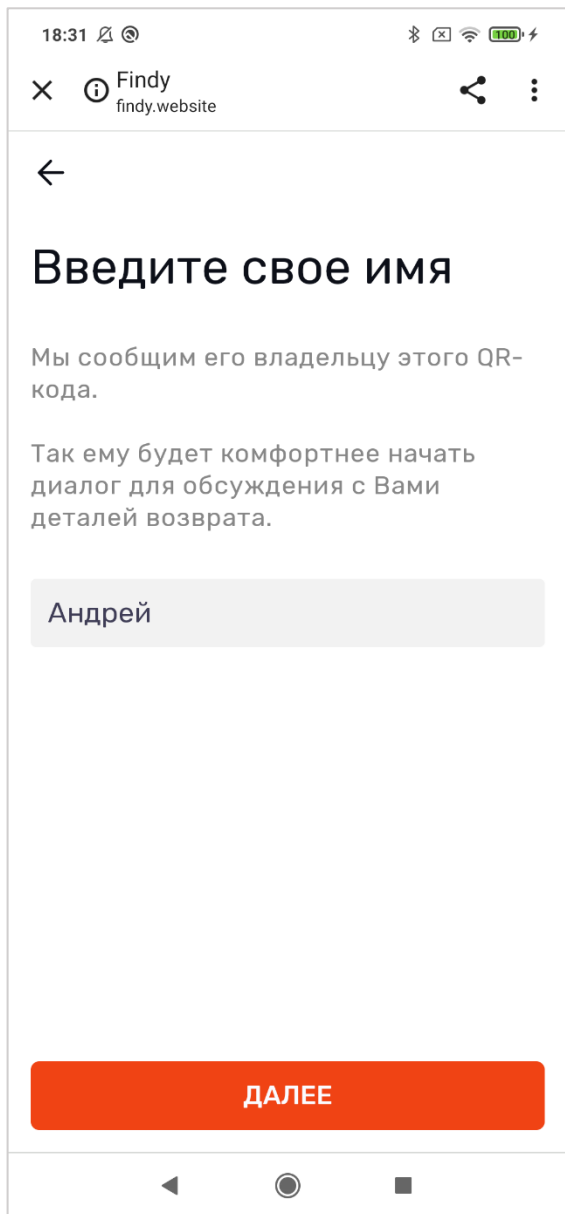 18:31
100
Findy
findy.website
Введите свое имя
Мы сообщим его владельцу этого QR-
кода.
Так ему будет комфортнее начать
диалог для обсуждения с Вами
деталей возврата.
Андрей
ДАЛЕЕ